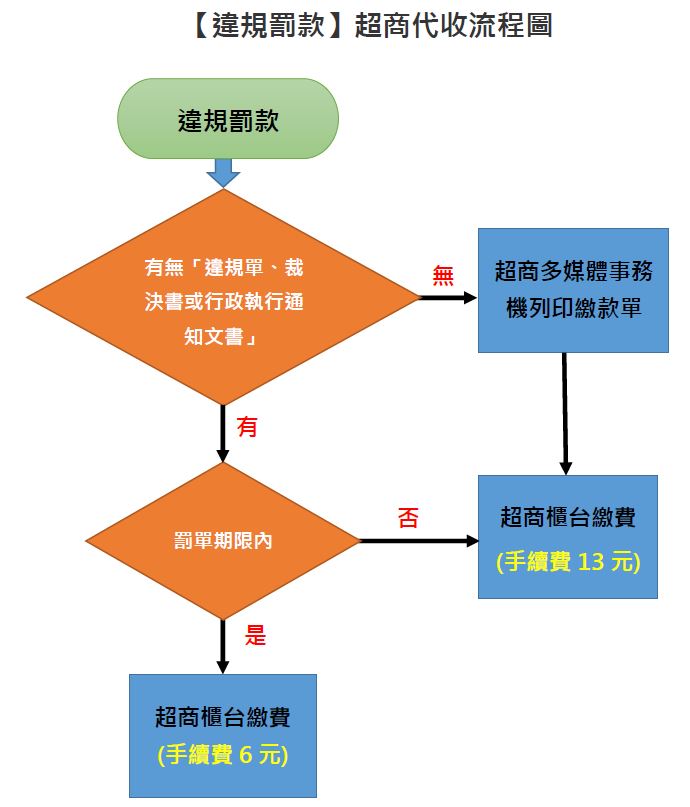 【違規罰款】超商代收流程圖
違規罰款
有無「違規單、裁
決書或行政執行通
知文書」
無
超商多媒體事務
機列印繳款單
有
罰單期限內
否
超商櫃台繳費
(手續費 13 元)
是
超商櫃台繳費
(手續費 6 元)